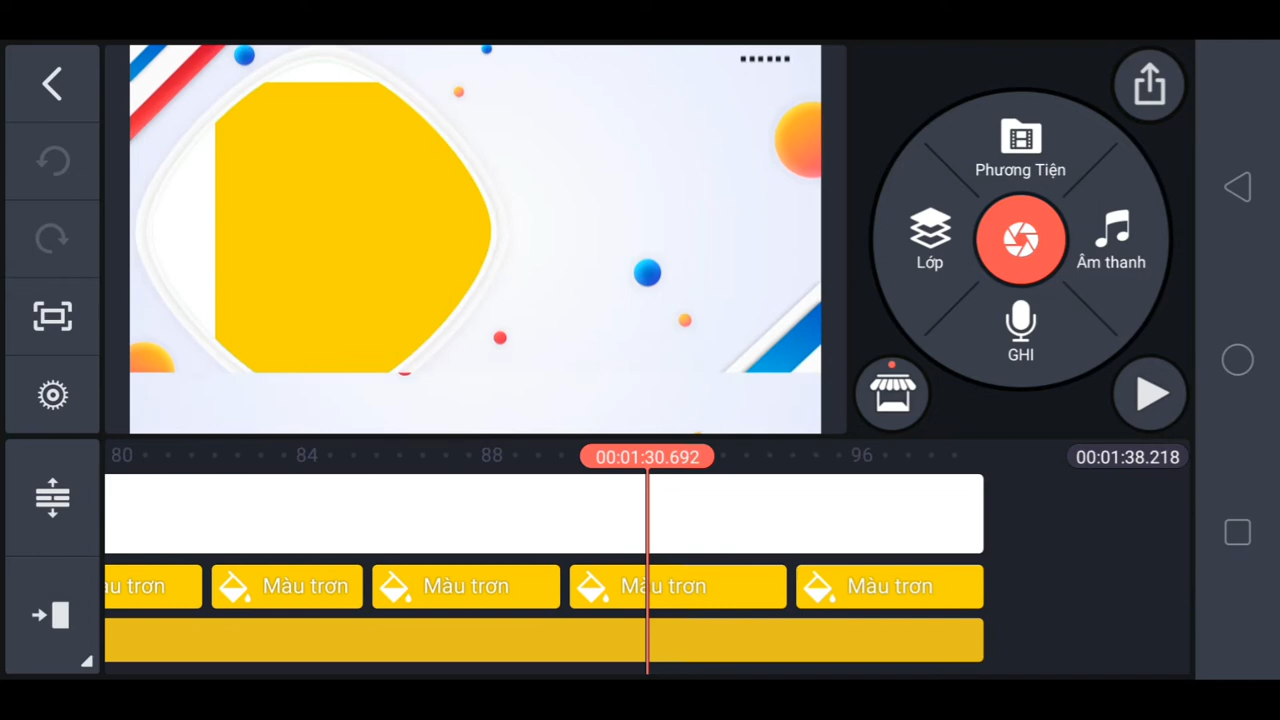 Phương Tiện
Lớp
Âm thanh
GHI
80
84
88
00:01:30.692
96
00:01:38.218
àu trơn
Màu trơn
Màu trơn
Màu trơn
Màu trơn